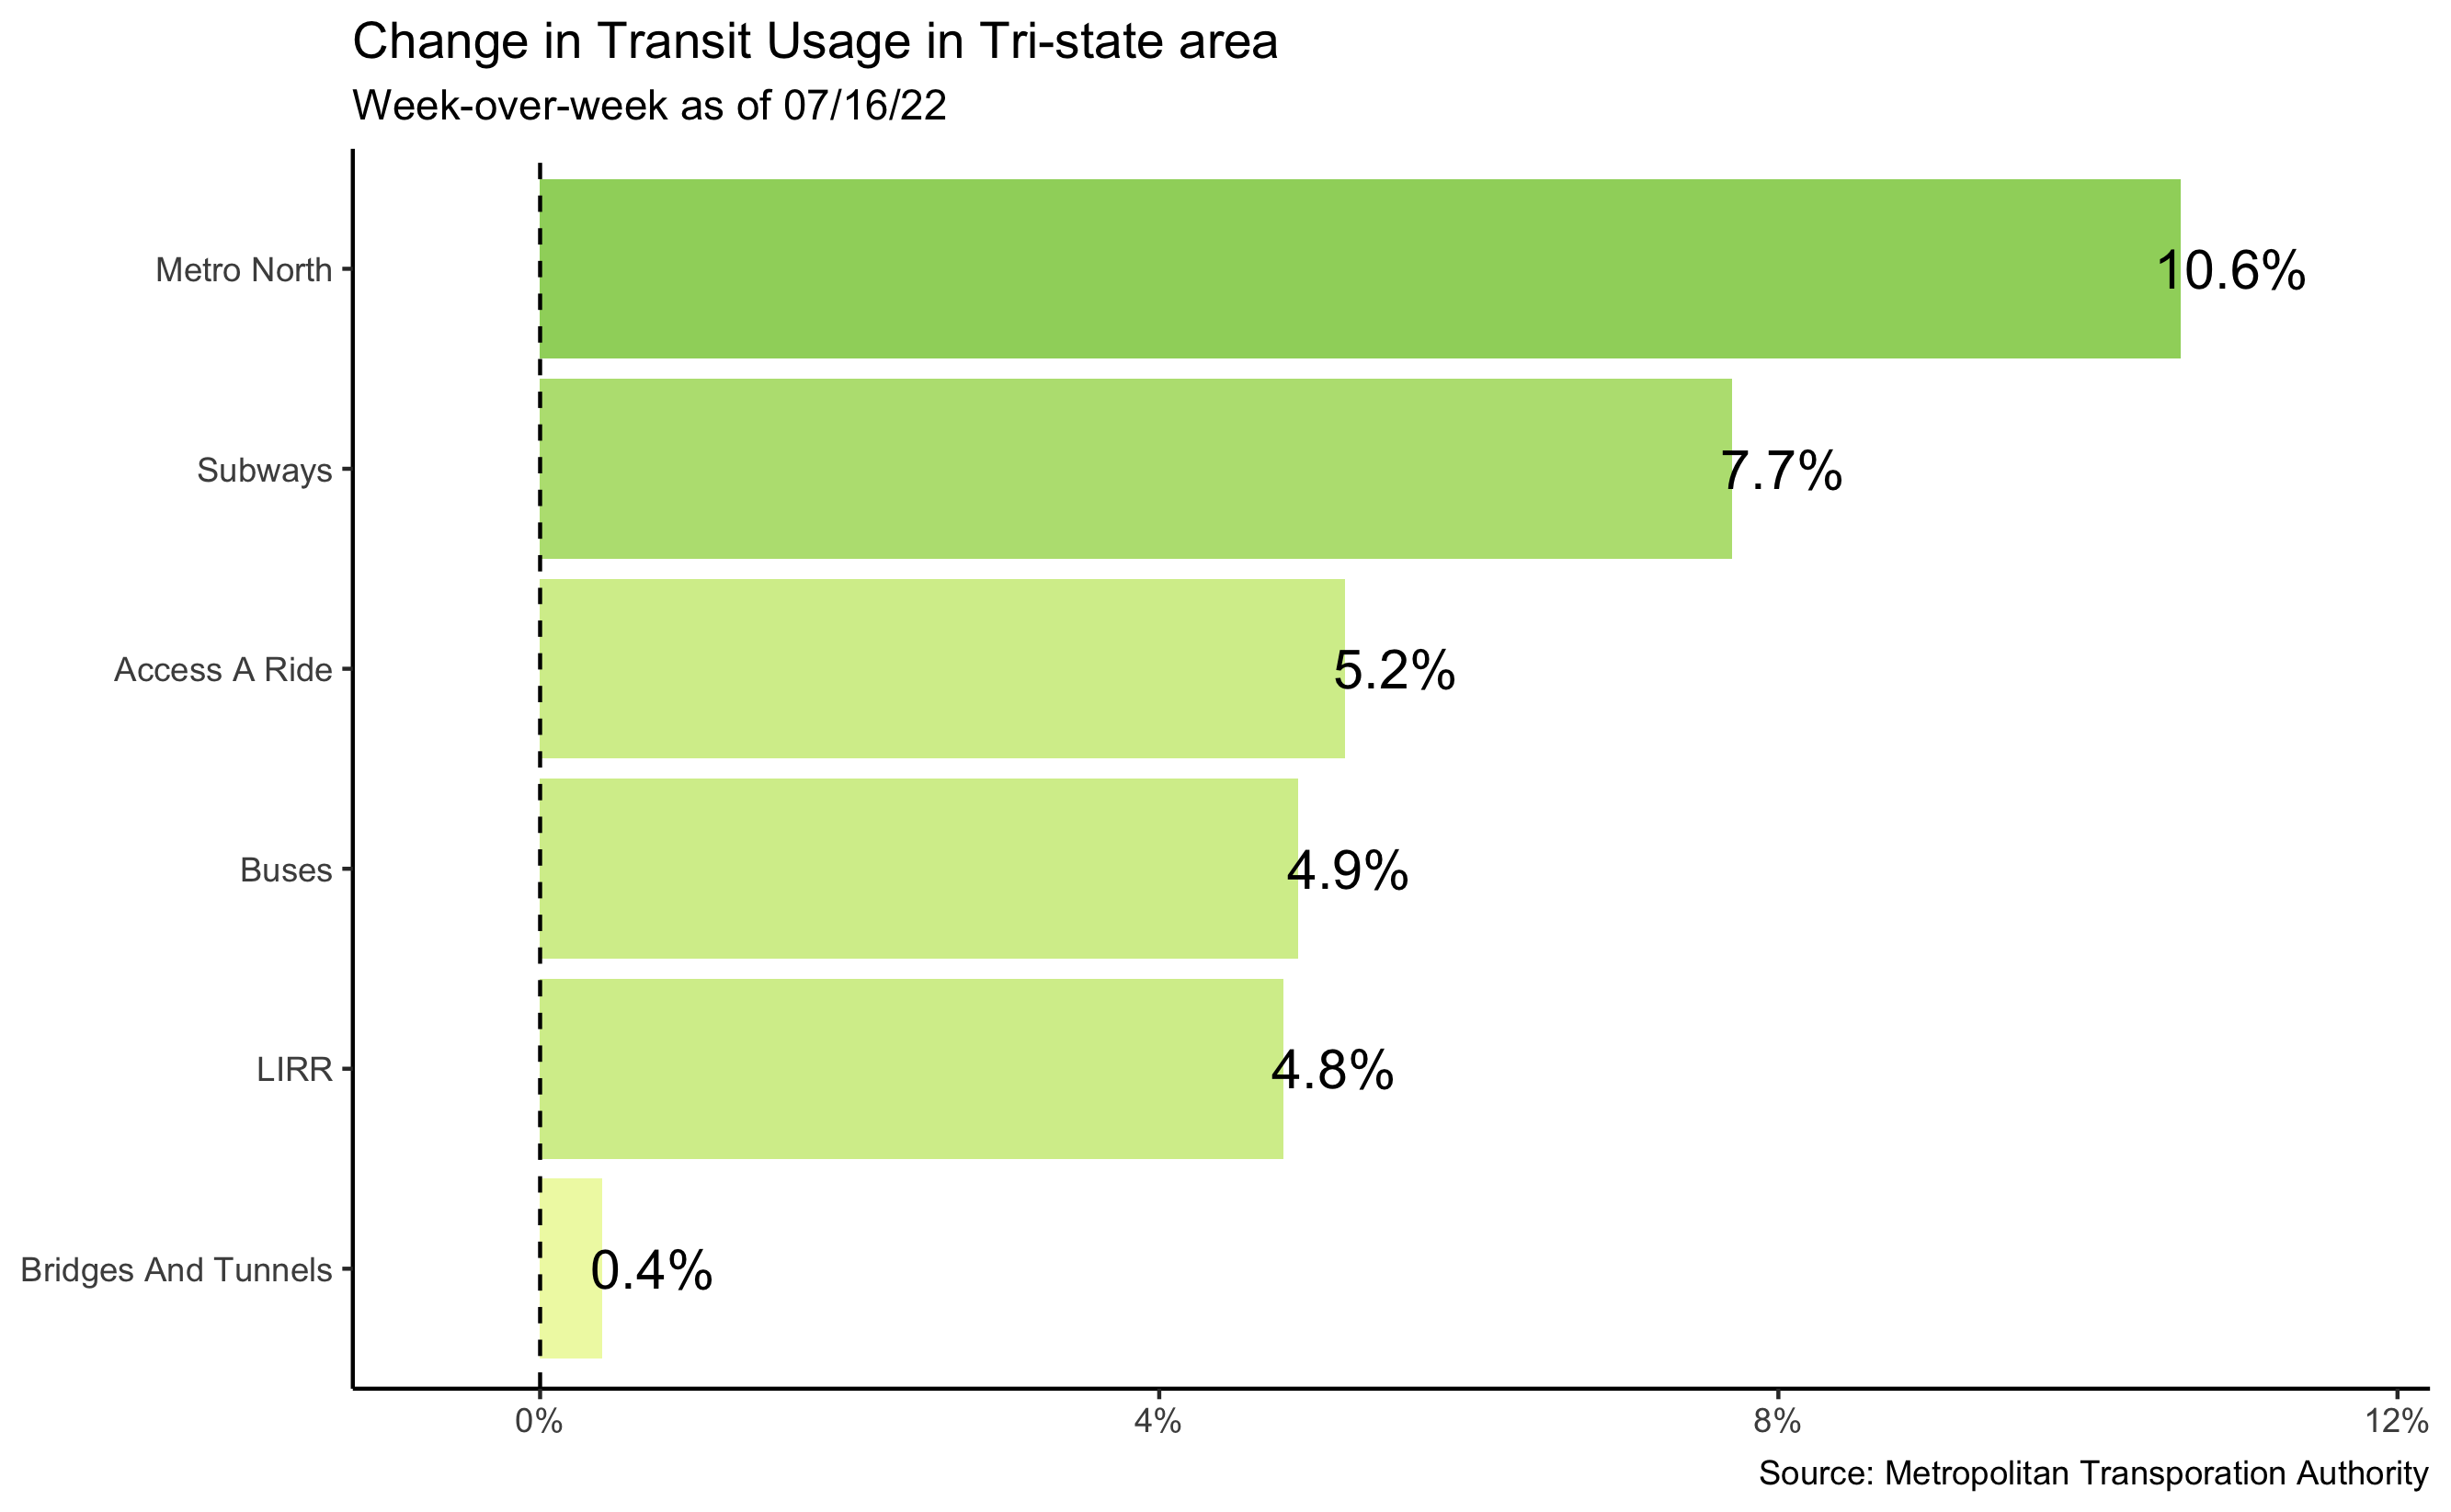 Change in Transit Usage in Tri-state area
Week-over-week as of 07/16/22
Metro North
10.6%
Subways
7.7%
Access A Ride
5.2%
Buses
4.9%
LIRR
4.8%
Bridges And Tunnels
0.4%
0%
4%
8%
12%
Source: Metropolitan Transporation Authority